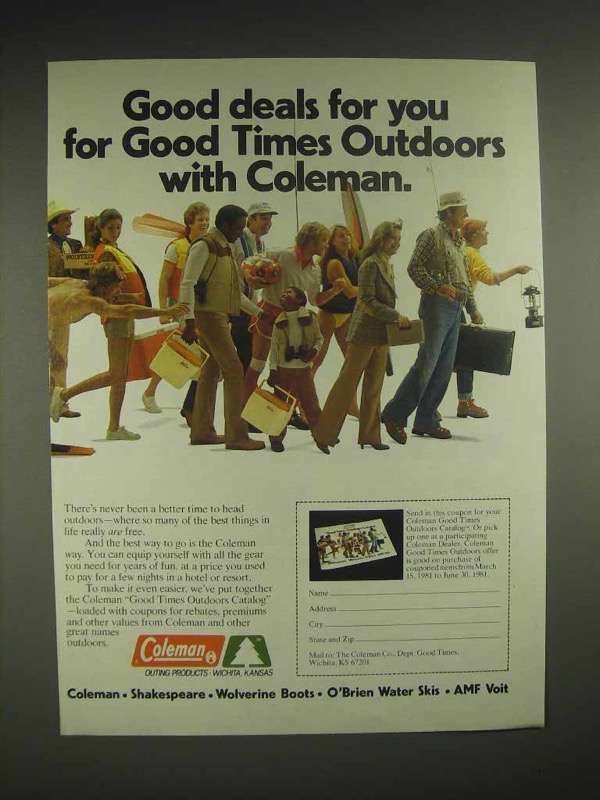 Good deals for you
for Good Times Outdoors
with Coleman.
WOLVERINE
There's never been a better time to head
outdoors—where so many of the best things in
life really are free.
And the best way to go is the Coleman
way. You can equip yourself with all the gear
you need for years of fun, at a price you
used to pay for a few nights in a hotel or resort.
To make it even easier, we've put together
the Coleman "Good Times Outdoors Catalog"
—loaded with coupons for rebates, premiums
and other values from Coleman and other
great names
outdoors.
Coleman
OUTING PRODUCTS · WICHITA, KANSAS
Send in this coupon for your
Coleman Good Times
Outdoors Catalog. Or pick
up one at a participating
Coleman Dealer. Coleman
Good Times Outdoors offer
is good on purchase of
couponed items from March
15, 1981 to June 30, 1981.
Name
Address
City
State and Zip
Mail to: The Coleman Co., Dept. Good Times,
Wichita, KS 67201
Coleman • Shakespeare • Wolverine Boots • O'Brien Water Skis • AMF Voit